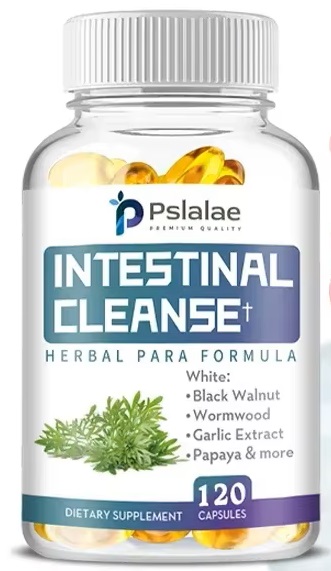 Pslalae
PREMIUM QUALITY
INTESTINAL
CLEANSE†
HERBAL PARA FORMULA
White:
• Black Walnut
• Wormwood
• Garlic Extract
• Papaya & more
120
DIETARY SUPPLEMENT CAPSULES